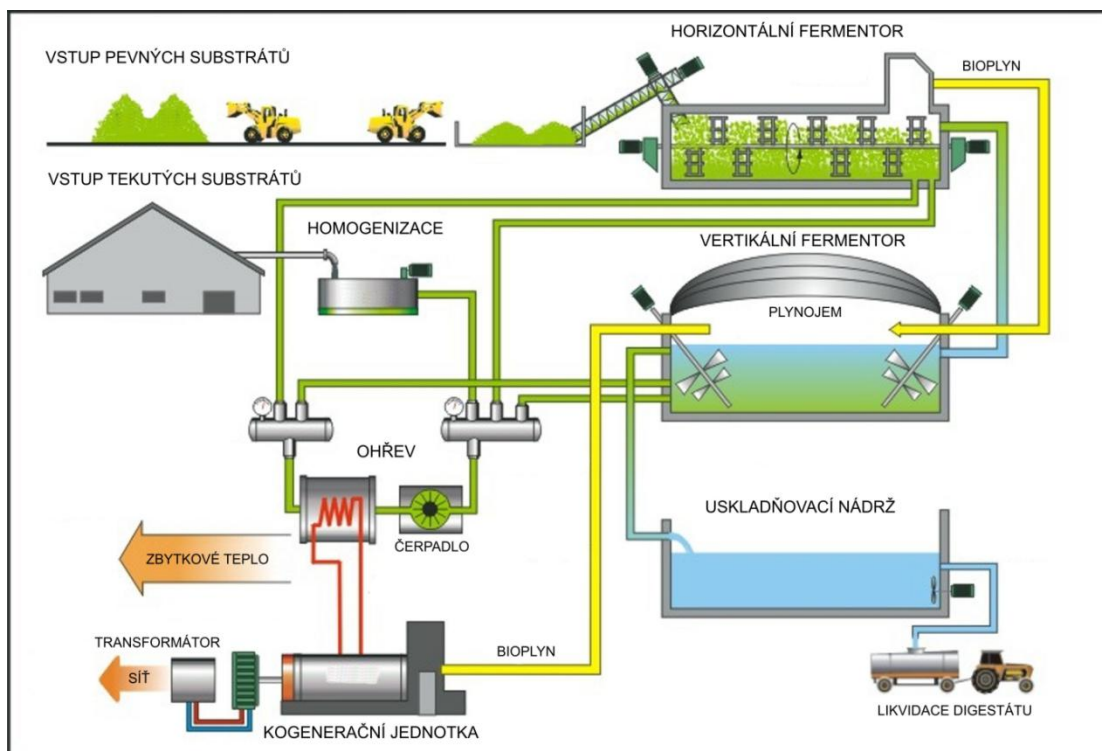 HORIZONTÁLNÍ FERMENTOR
VSTUP PEVNÝCH SUBSTRÁTŮ
BIOPLYN
VSTUP TEKUTÝCH SUBSTRÁTŮ
HOMOGENIZACE
VERTIKÁLNÍ FERMENTOR
PLYNOJEM
OHŘEV
USKLADŇOVACÍ NÁDRŽ
ČERPADLO
ZBYTKOVÉ TEPLO
TRANSFORMÁTOR
BIOPLYN
SÍŤ
LIKVIDACE DIGESTÁTU
KOGENERAČNÍ JEDNOTKA